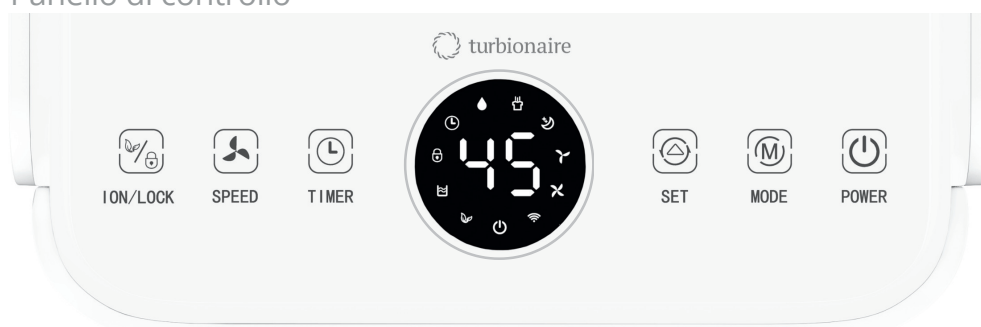 Pannello di controllo
turbionaire
45
ION/LOCK SPEED TIMER SET MODE POWER
M